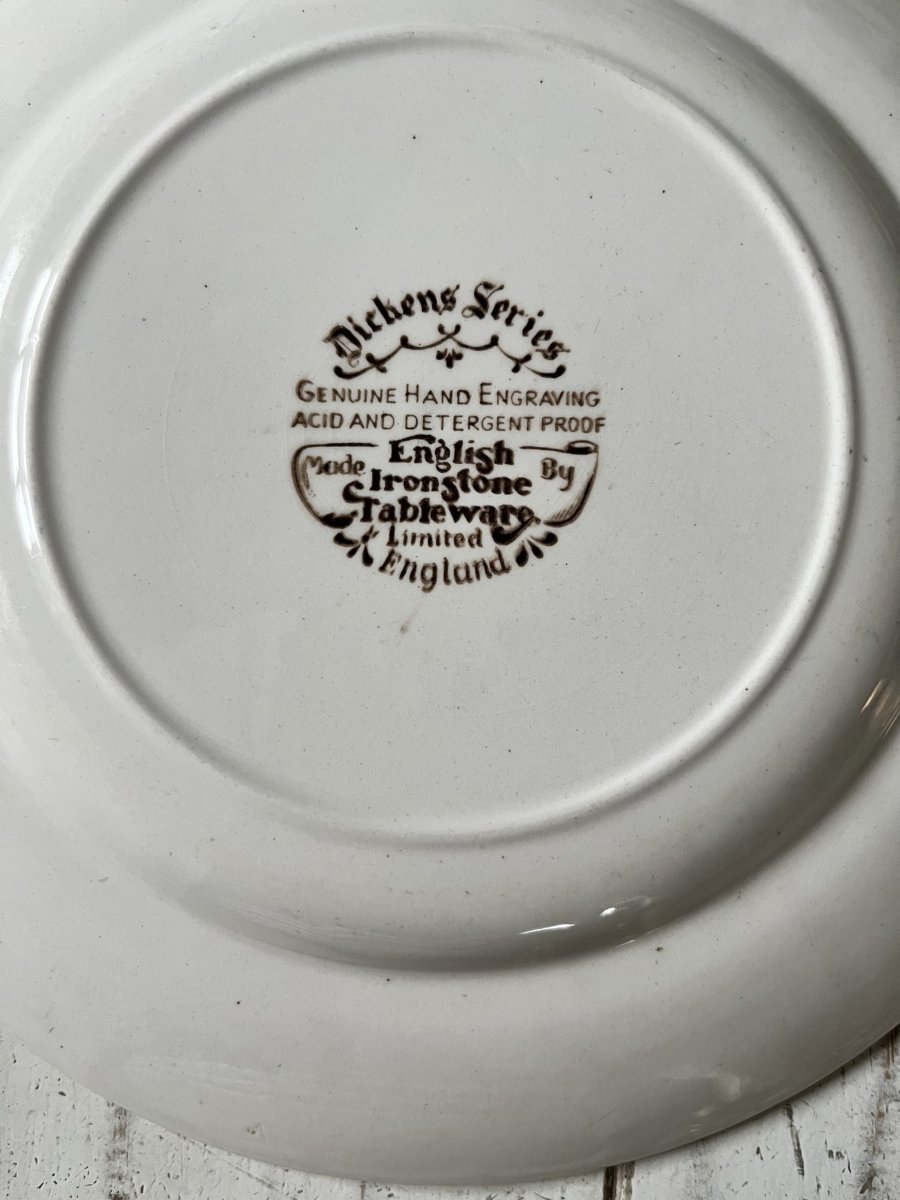 Dickens Series
GENUINE HAND ENGRAVING
ACID AND DETERGENT PROOF
Made English By
Ironstone
Tableware
Limited
England